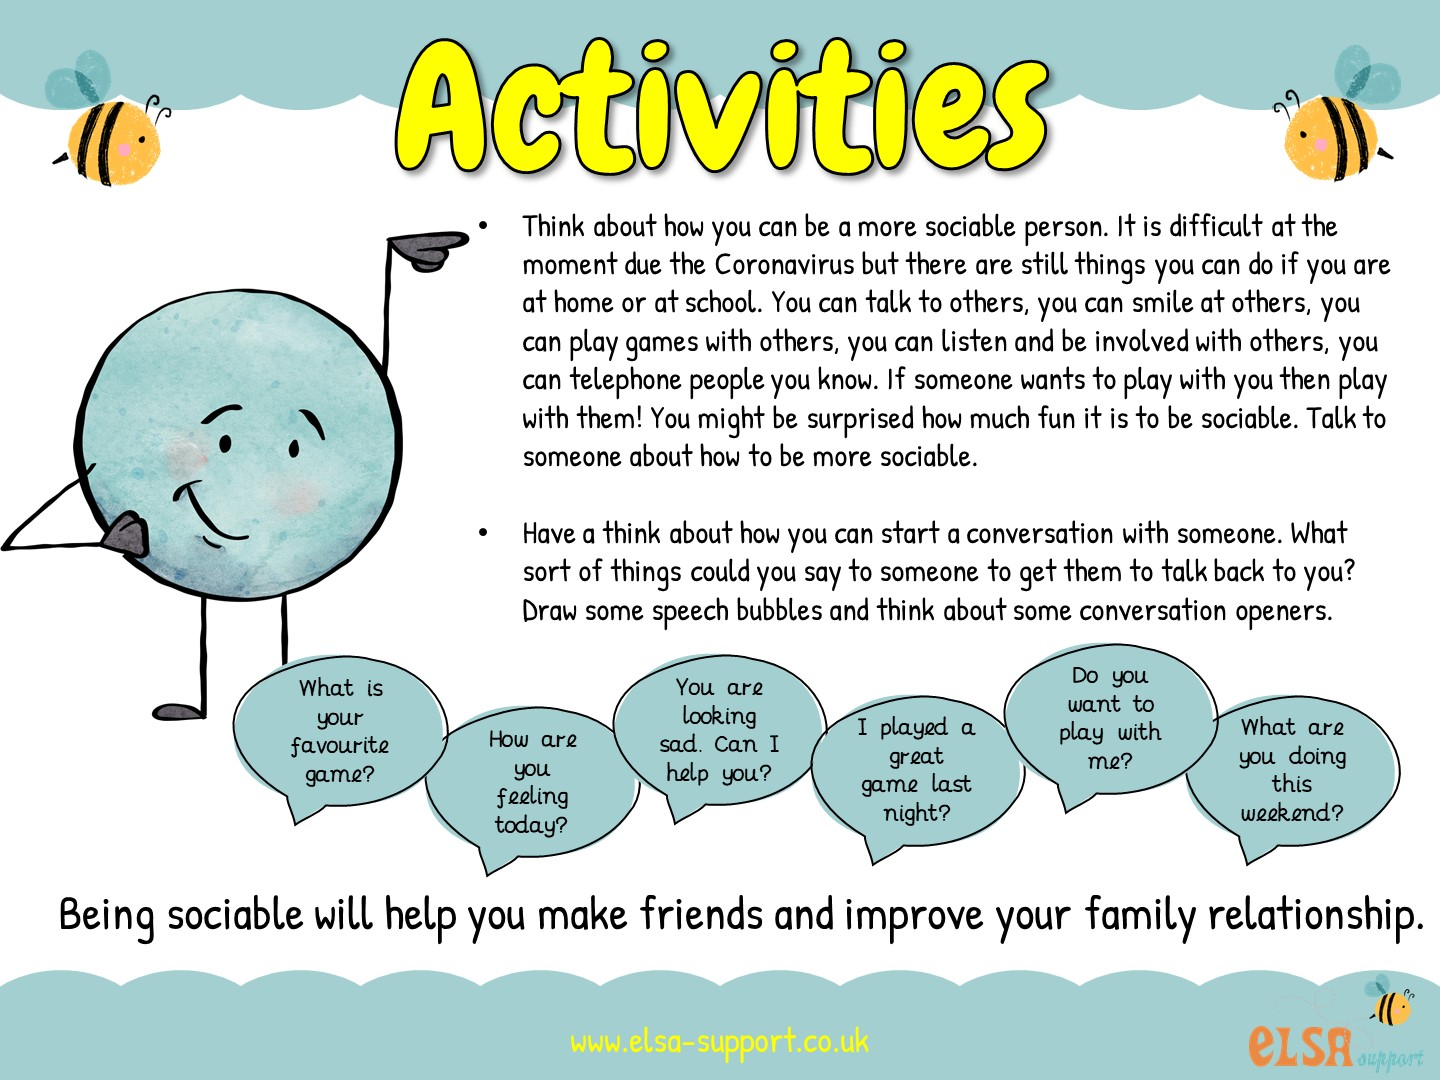 Activities
• Think about how you can be a more sociable person. It is difficult at the
moment due the Coronavirus but there are still things you can do if you are
at home or at school. You can talk to others, you can smile at others, you
can play games with others, you can listen and be involved with others, you
can telephone people you know. If someone wants to play with you then play
with them! You might be surprised how much fun it is to be sociable. Talk to
someone about how to be more sociable.
• Have a think about how you can start a conversation with someone. What
sort of things could you say to someone to get them to talk back to you?
Draw some speech bubbles and think about some conversation openers.
What is
your
favourite
game?
How are
you
feeling
today?
You are
looking
sad. Can I
help you?
I played a
great
game last
night?
Do you
want to
play with
me?
What are
you doing
this
weekend?
Being sociable will help you make friends and improve your family relationship.
www.elsa-support.co.uk
ELSA support